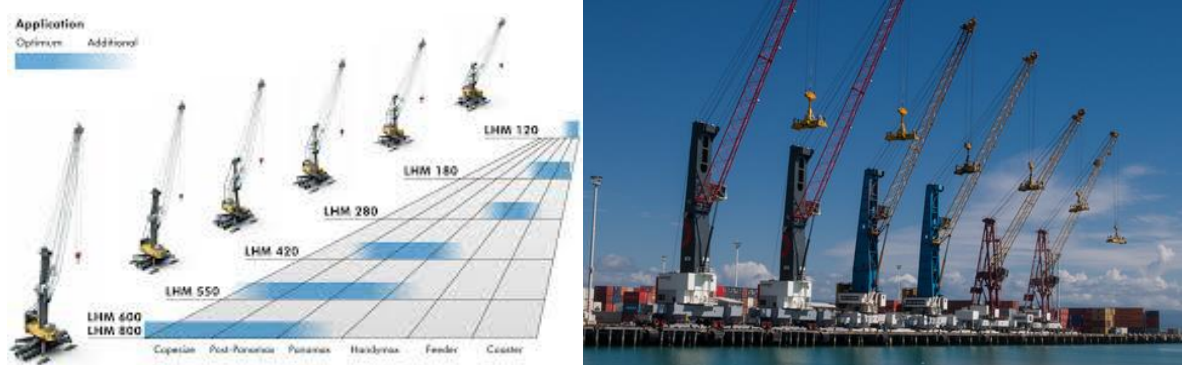 Application
Optimum Additional
LHM 120
LHM 180
LHM 280
LHM 420
LHM 550
LHM 600
LHM 800
Capesize Post-Panamax Panamax Handymax Feeder Coaster